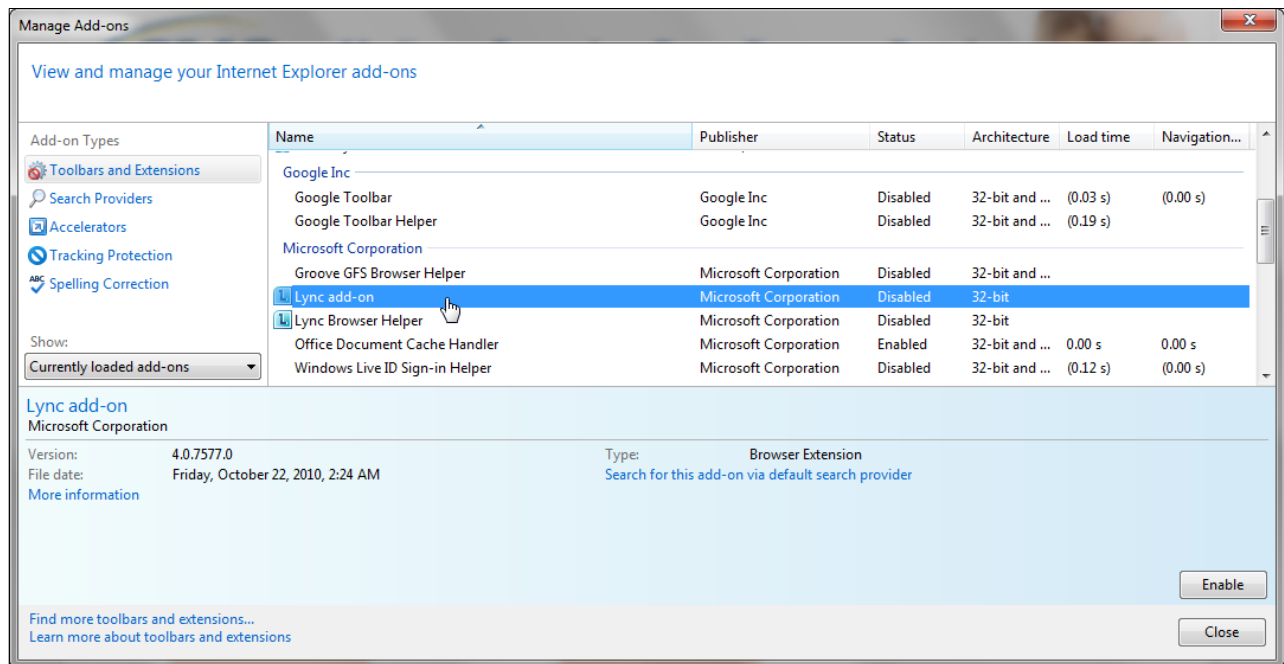 Manage Add-ons
View and manage your Internet Explorer add-ons
Add-on Types
Toolbars and Extensions
Search Providers
Accelerators
Tracking Protection
ABC Spelling Correction
Show:
Currently loaded add-ons
Name Publisher Status Architecture Load time Navigation...
Google Inc
Google Toolbar Google Inc Disabled 32-bit and ... (0.03 s) (0.00 s)
Google Toolbar Helper Google Inc Disabled 32-bit and ... (0.19 s)
Microsoft Corporation
Groove GFS Browser Helper Microsoft Corporation Disabled 32-bit and ...
Lync add-on Microsoft Corporation Disabled 32-bit
Lync Browser Helper Microsoft Corporation Disabled 32-bit
Office Document Cache Handler Microsoft Corporation Enabled 32-bit and ... 0.00 s 0.00 s
Windows Live ID Sign-in Helper Microsoft Corporation Disabled 32-bit and ... (0.12 s) (0.00 s)
Lync add-on
Microsoft Corporation
Version: 4.0.7577.0 Type: Browser Extension
File date: Friday, October 22, 2010, 2:24 AM Search for this add-on via default search provider
More information
Enable
Find more toolbars and extensions...
Learn more about toolbars and extensions
Close